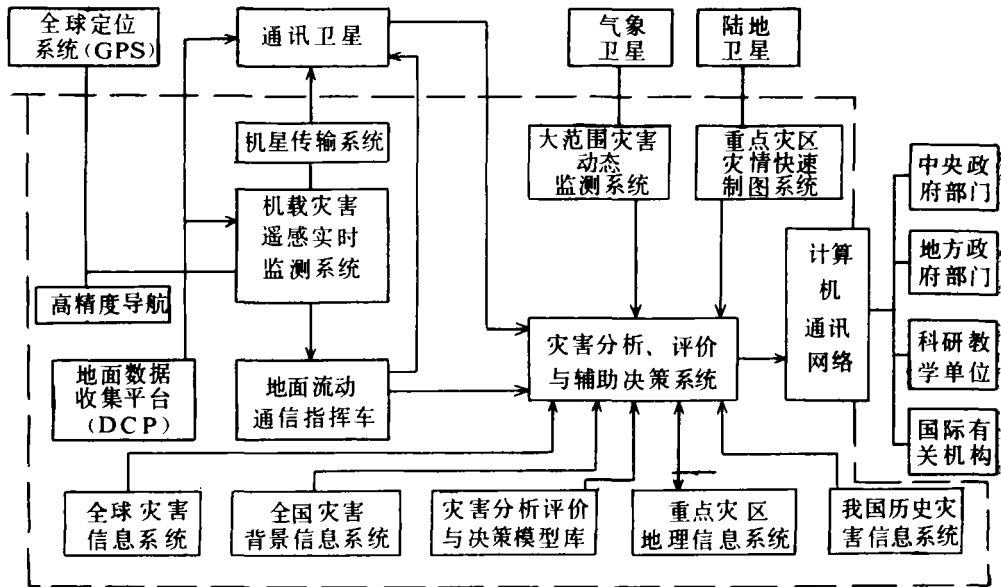 全球定位
系统(GPS)
通讯卫星
气象
卫星
陆地
卫星
机星传输系统
大范围灾害
动态
监测系统
重点灾区
灾情快速
制图系统
中央政
府部门
机载灾害
遥感实时
监测系统
计算
机
通讯
网络
地方政
府部门
高精度导航
灾害分析、评价
与辅助决策系统
科研教
学单位
地面数据
收集平台
(DCP)
地面流动
通信指挥车
国际有
关机构
全球灾害
信息系统
全国灾害
背景信息系统
灾害分析评价
与决策模型库
重点灾区
地理信息系统
我国历史灾
害信息系统